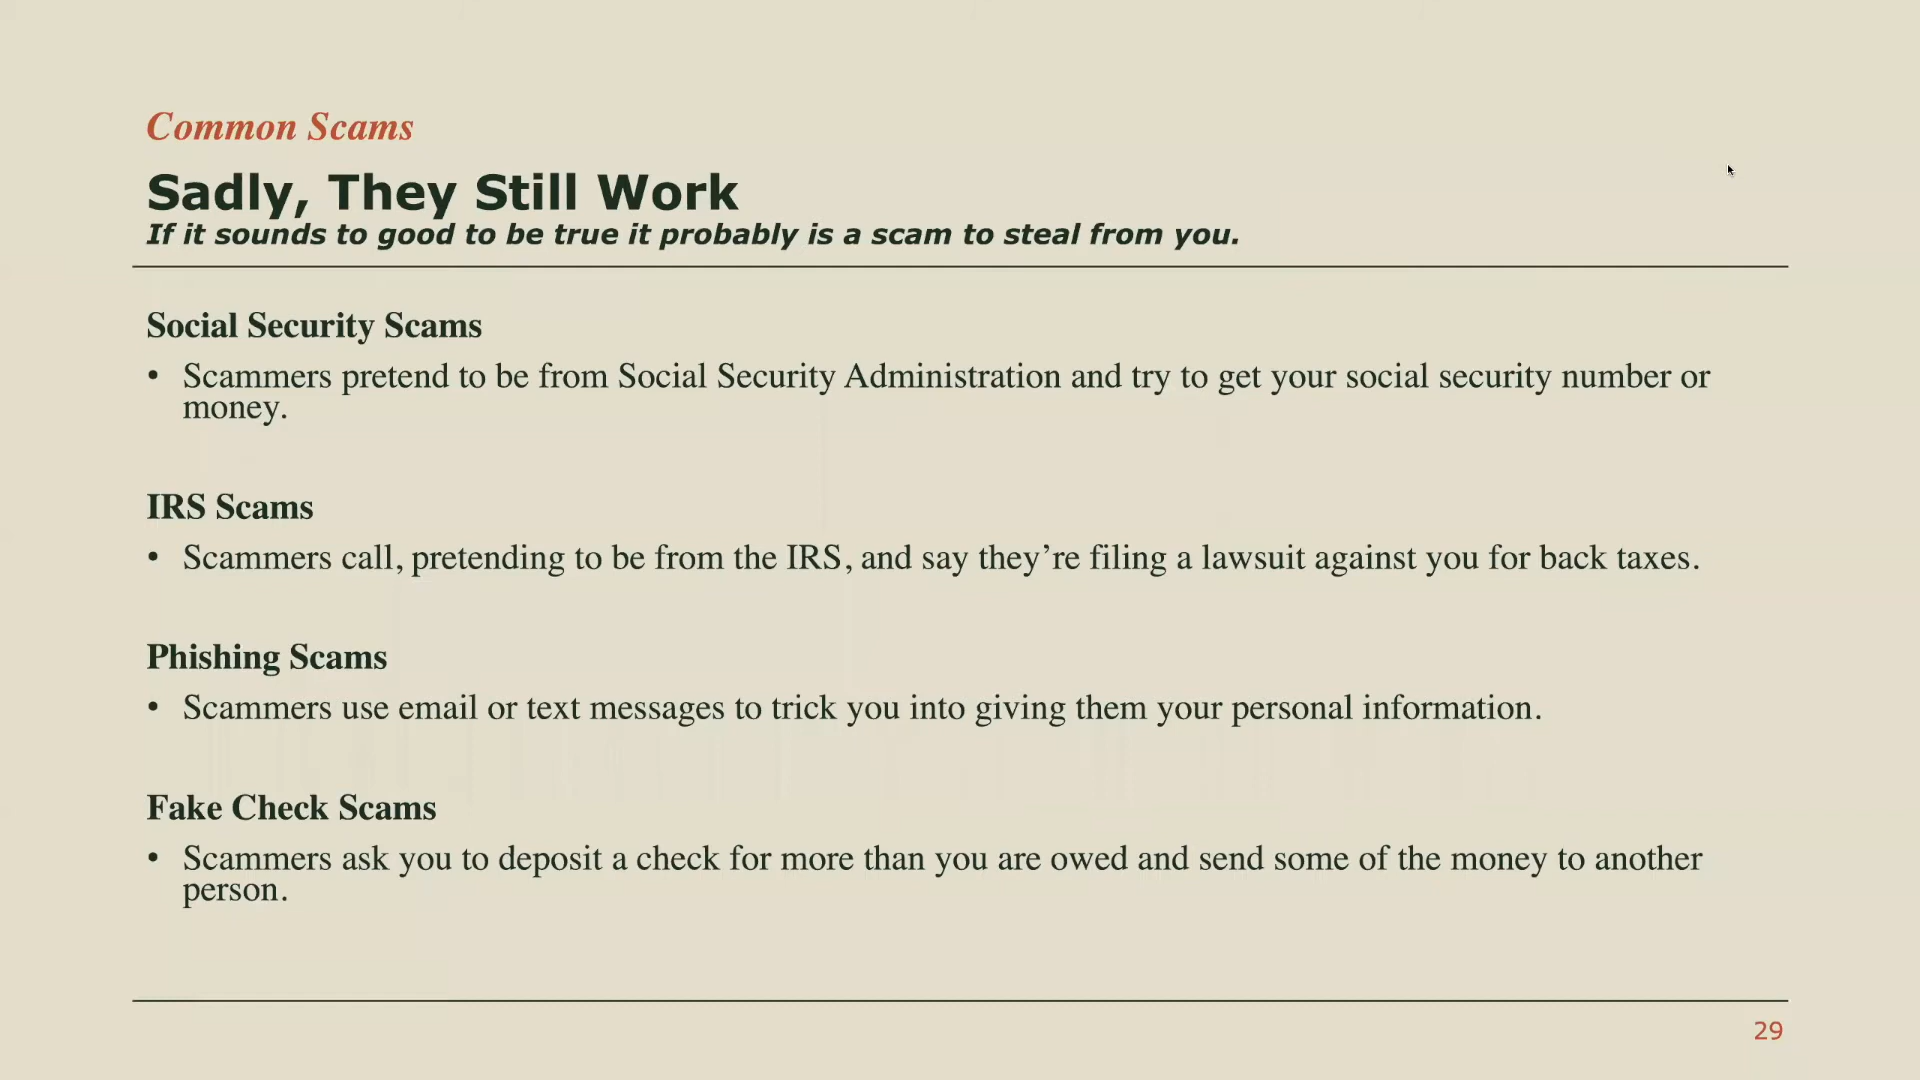 Common Scams
Sadly, They Still Work
If it sounds to good to be true it probably is a scam to steal from you.
Social Security Scams
• Scammers pretend to be from Social Security Administration and try to get your social security number or
money.
IRS Scams
• Scammers call, pretending to be from the IRS, and say they’re filing a lawsuit against you for back taxes.
Phishing Scams
• Scammers use email or text messages to trick you into giving them your personal information.
Fake Check Scams
• Scammers ask you to deposit a check for more than you are owed and send some of the money to another
person.
29